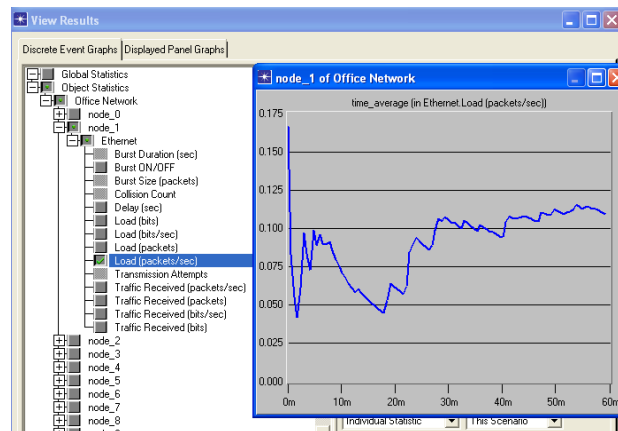 View Results
Discrete Event Graphs
Displayed Panel Graphs
Global Statistics
Object Statistics
Office Network
node_0
node_1
Ethernet
Burst Duration (sec)
Burst ON/OFF
Burst Size (packets)
Collision Count
Delay (sec)
Load (bits)
Load (bits/sec)
Load (packets)
Load (packets/sec)
Transmission Attempts
Traffic Received (packets/sec)
Traffic Received (packets)
Traffic Received (bits/sec)
Traffic Received (bits)
node_2
node_3
node_4
node_5
node_6
node_7
node_8
node_1 of Office Network
time_average (in Ethernet.Load (packets/sec))
0.175
0.150
0.125
0.100
0.075
0.050
0.025
0.000
0m 10m 20m 30m 40m 50m 60m
Individual Statistic
This Scenario